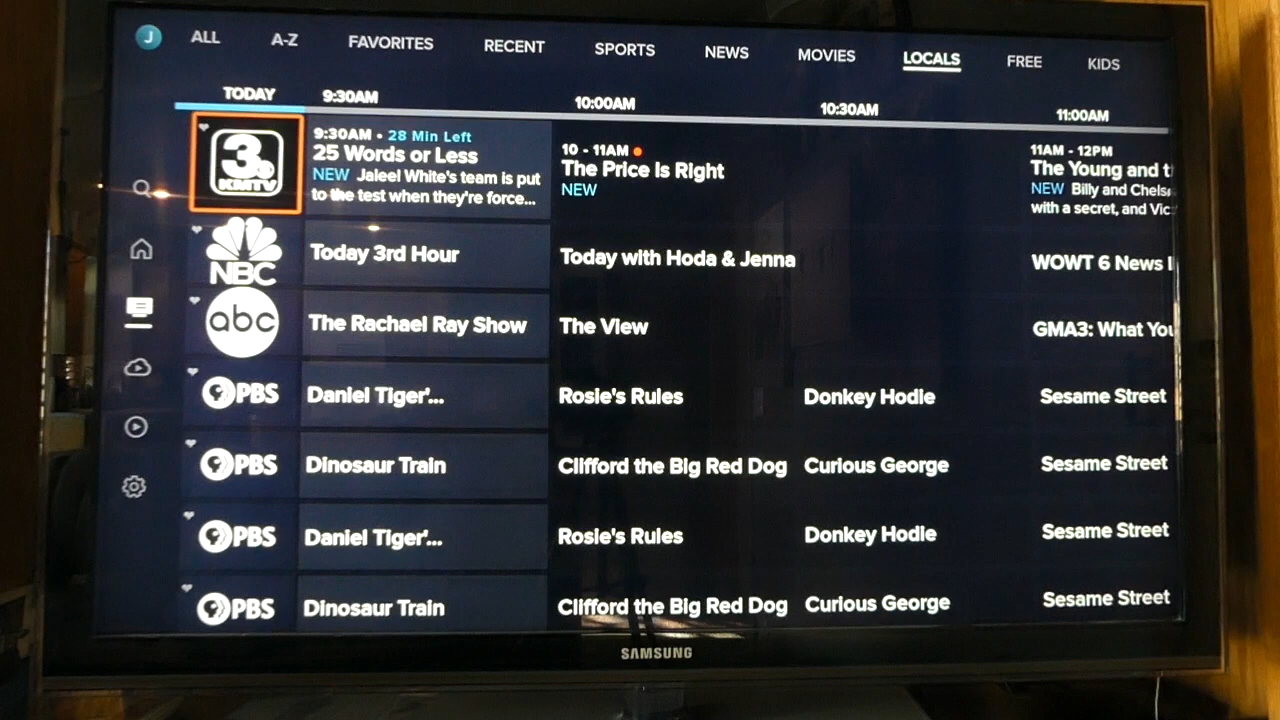 J ALL A-Z FAVORITES RECENT SPORTS NEWS MOVIES LOCALS FREE KIDS
TODAY 9:30AM 10:00AM 10:30AM 11:00AM
3 KMTV
9:30AM • 28 Min Left
25 Words or Less
NEW Jaleel White's team is put
to the test when they're force...
10 - 11AM
The Price Is Right
NEW
11AM - 12PM
The Young and t
NEW Billy and Chels
with a secret, and Vic
NBC Today 3rd Hour Today with Hoda & Jenna WOWT 6 News
abc The Rachael Ray Show The View GMA3: What You
PBS Daniel Tiger'... Rosie's Rules Donkey Hodie Sesame Street
PBS Dinosaur Train Clifford the Big Red Dog Curious George Sesame Street
PBS Daniel Tiger'... Rosie's Rules Donkey Hodie Sesame Street
PBS Dinosaur Train Clifford the Big Red Dog Curious George Sesame Street
SAMSUNG